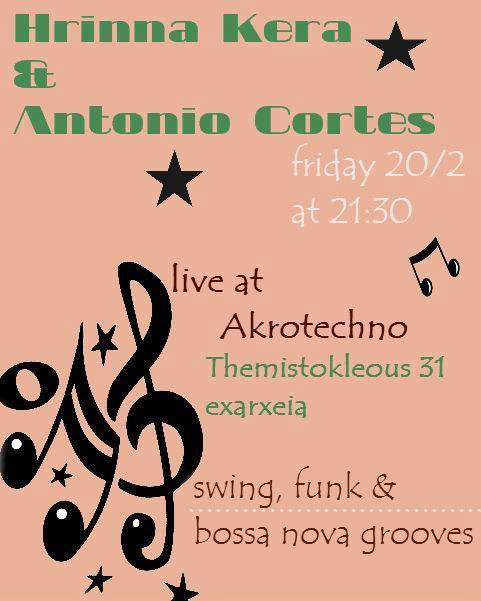 Hrinna Kera
&
Antonio Cortes
friday 20/2
at 21:30
live at
Akrotechno
Themistokleous 31
exarxeia
swing, funk &
bossa nova grooves